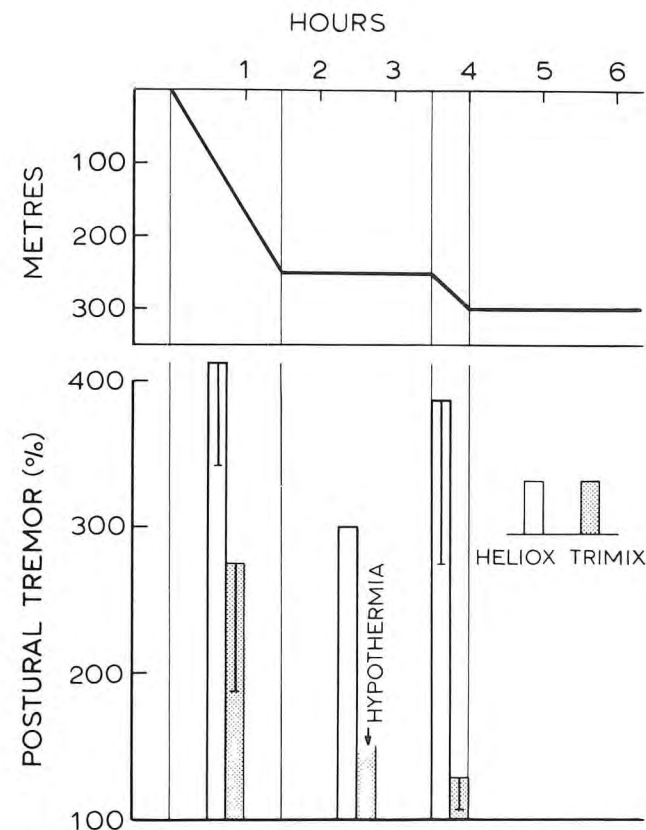 HOURS
1 2 3 4 5 6
METRES
100
200
300
POSTURAL TREMOR (%)
400
300
200
100
HYPOTHERMIA
HELIOX TRIMIX